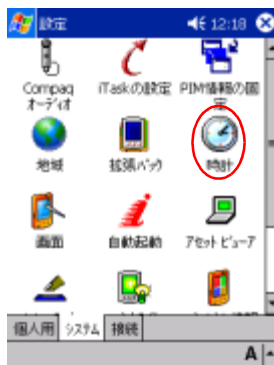 設定 12:18
Compaq オーディオ iTaskの設定 PIM情報の固定
地域 拡張パック 時計
画面 自動起動 アセット ビューア
個人用 システム 接続
A